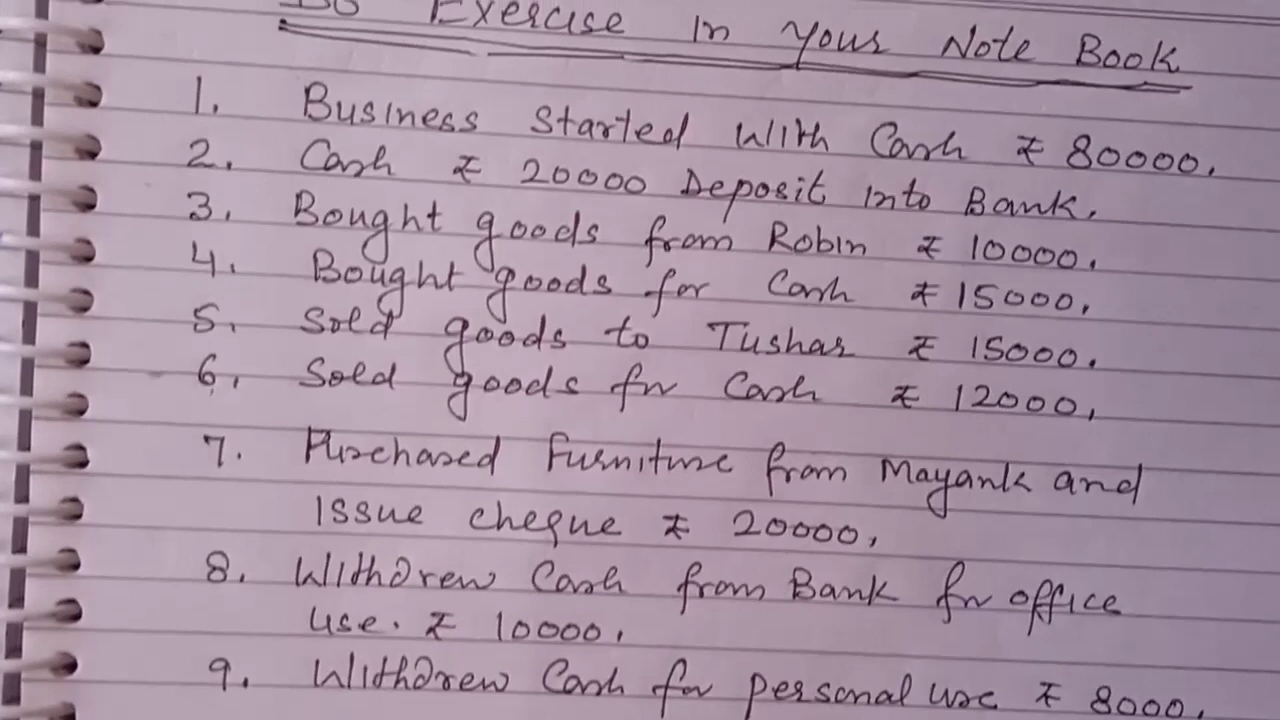 Do Exercise in your Note Book
1. Business Started with Cash ₹ 80000.
2. Cash ₹ 20000 Deposit into Bank.
3. Bought goods from Robin ₹ 10000.
4. Bought goods for Cash ₹ 15000.
5. Sold goods to Tushar ₹ 15000.
6. Sold goods for Cash ₹ 12000.
7. Purchased Furniture from Mayank and
Issue cheque ₹ 20000.
8. Withdrew Cash from Bank for office
use. ₹ 10000.
9. Withdrew Cash for personal use ₹ 8000.